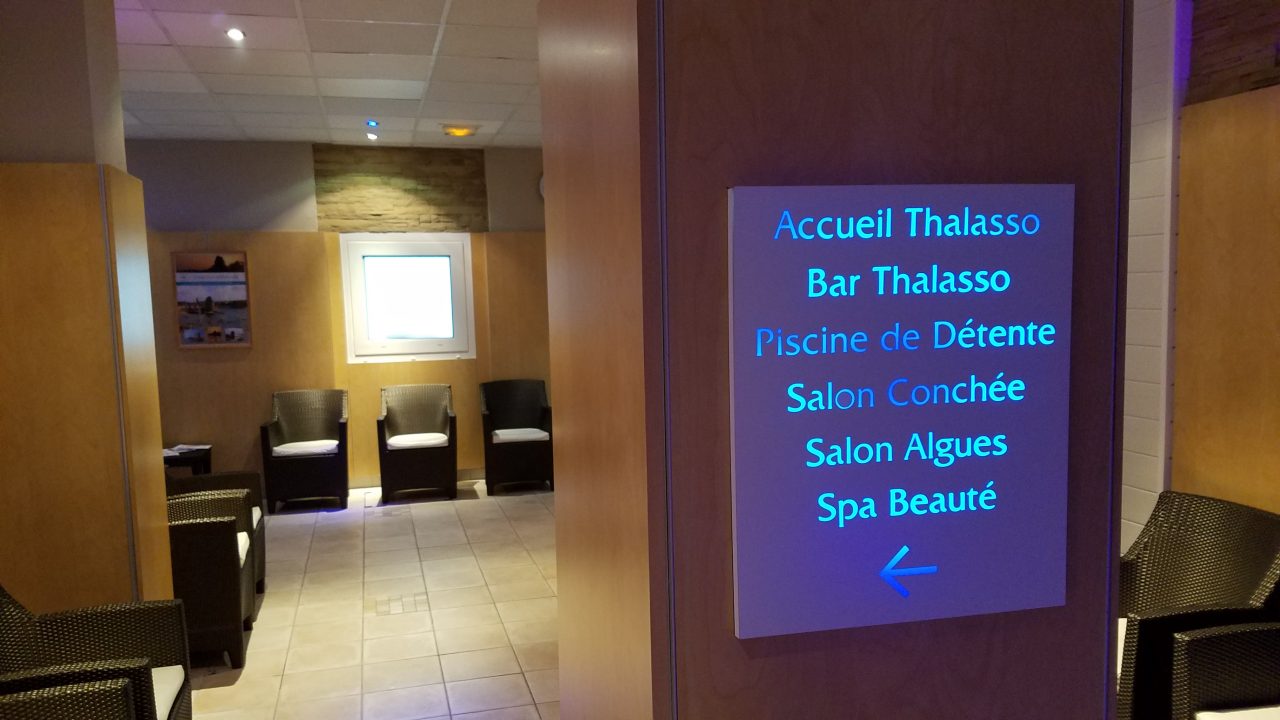 Accueil Thalasso
Bar Thalasso
Piscine de Détente
Salon Conchée
Salon Algues
Spa Beauté